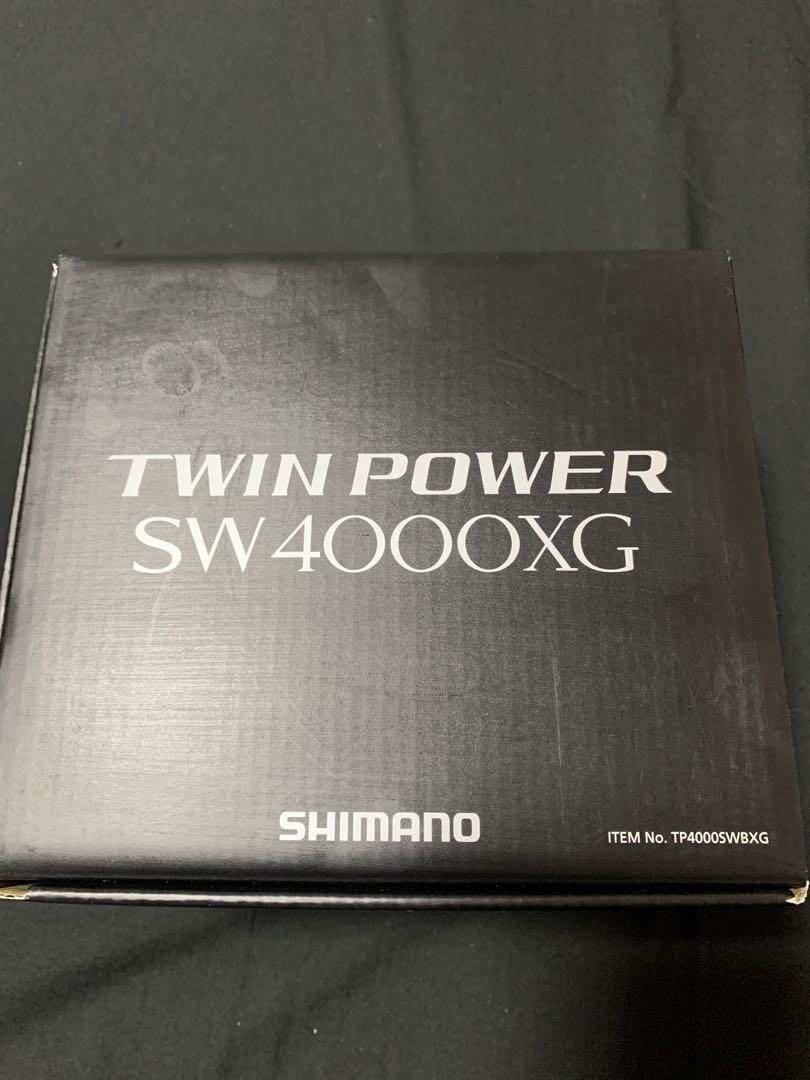 TWIN POWER
SW4000XG
SHIMANO
ITEM No. TP4000SWBXG